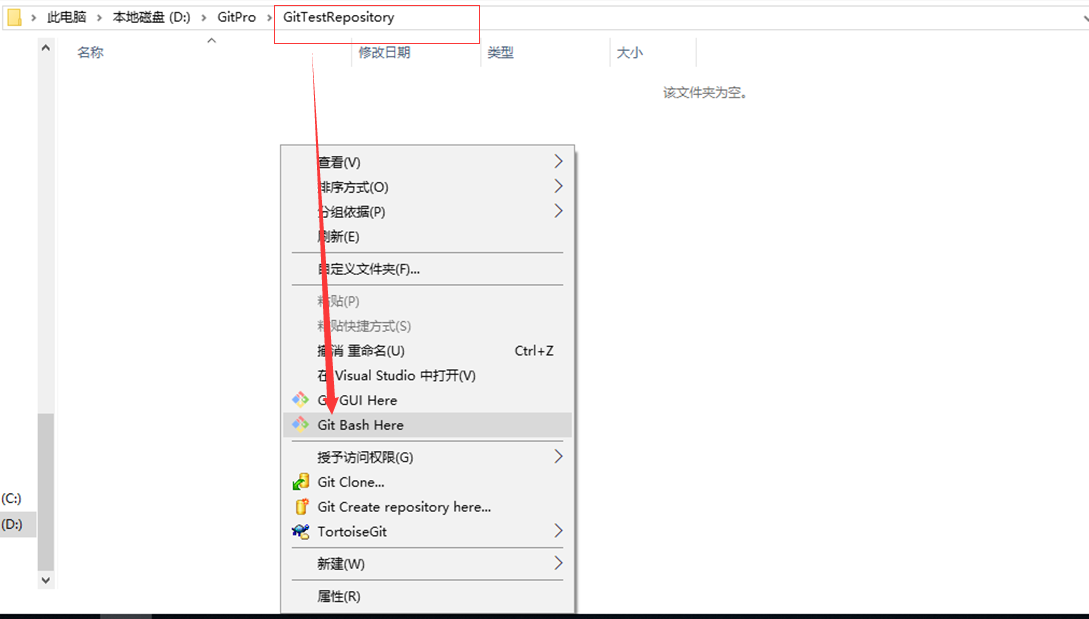 此电脑 > 本地磁盘 (D:) > GitPro > GitTestRepository
名称 修改日期 类型 大小
该文件夹为空。
查看(V)
排序方式(O)
分组依据(P)
刷新(E)
自定义文件夹(F)...
粘贴(P)
粘贴快捷方式(S)
撤消 重命名(U) Ctrl+Z
在 Visual Studio 中打开(V)
Git GUI Here
Git Bash Here
授予访问权限(G)
Git Clone...
(C:)
Git Create repository here...
(D:)
TortoiseGit
新建(W)
属性(R)